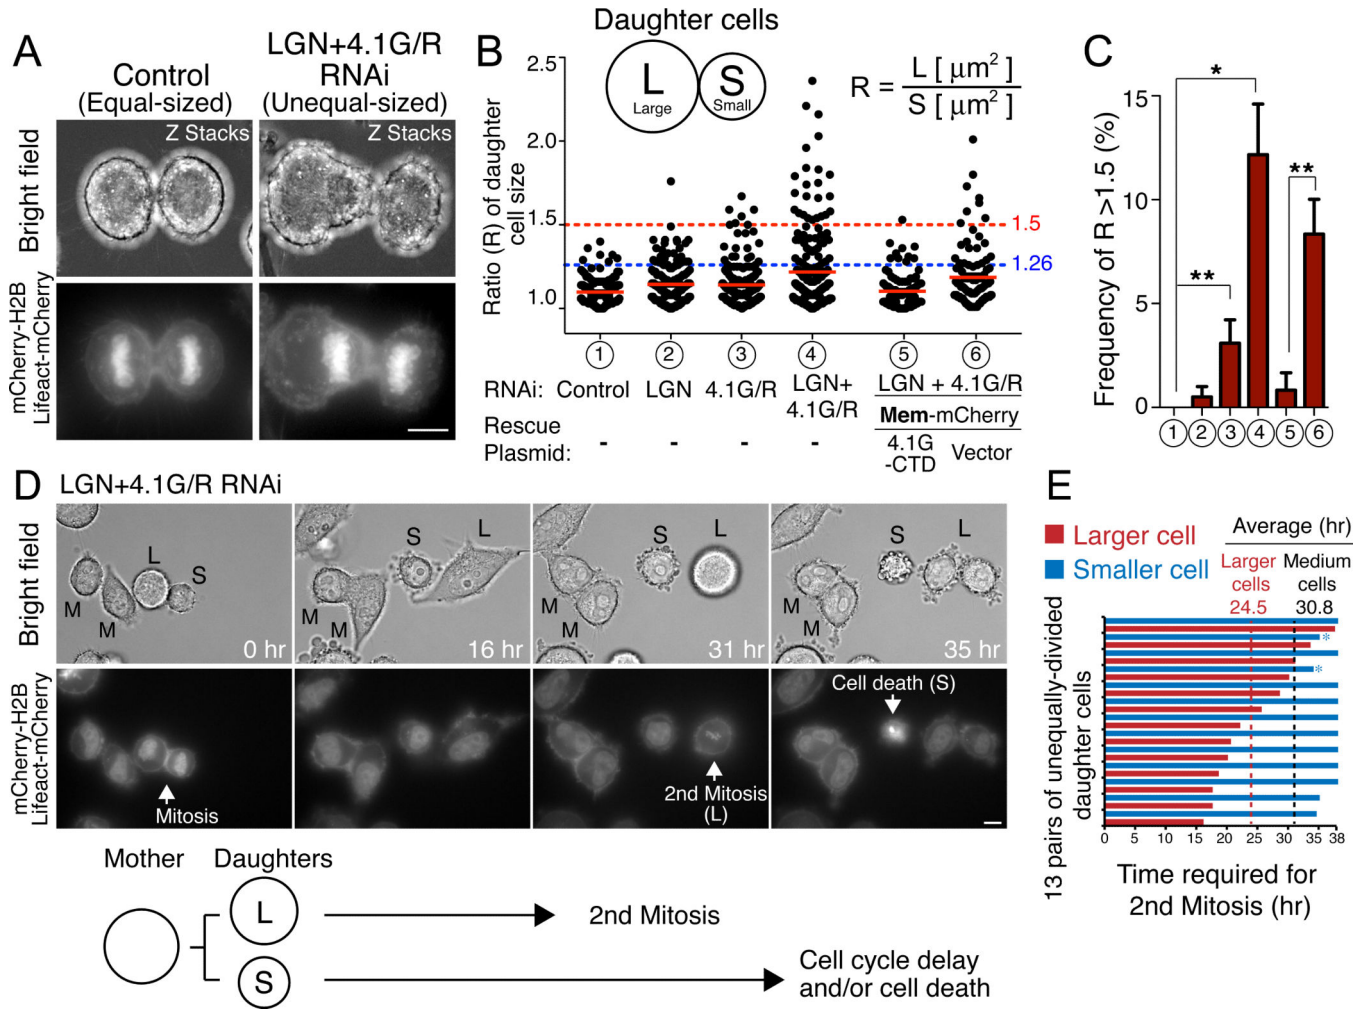 A
Control
(Equal-sized)
LGN+4.1G/R
RNAi
(Unequal-sized)
Bright field
mCherry-H2B
Lifeact-mCherry
Z Stacks
Z Stacks
B
Daughter cells
L
Large
S
Small
R = L [ μm² ]
S [ μm² ]
Ratio (R) of daughter
cell size
2.5
2.0
1.5
1.0
1.5
1.26
1 2 3 4 5 6
RNAi: Control LGN 4.1G/R LGN+
4.1G/R
LGN + 4.1G/R
Mem-mCherry
Rescue
Plasmid: - - - -
4.1G
-CTD
Vector
C
Frequency of R >1.5 (%)
15
10
5
0
*
**
**
1 2 3 4 5 6
D
LGN+4.1G/R RNAi
Bright field
mCherry-H2B
Lifeact-mCherry
L
S
M
M
0 hr
S
L
M
M
16 hr
S
L
M
31 hr
S
L
M
35 hr
Mitosis
2nd Mitosis
(L)
Cell death (S)
Mother
Daughters
L
2nd Mitosis
S
Cell cycle delay
and/or cell death
E
Larger cell
Smaller cell
Average (hr)
Larger
cells
24.5
Medium
cells
30.8
13 pairs of unequally-divided
daughter cells
*
*
0 5 10 15 20 25 30 35 38
Time required for
2nd Mitosis (hr)